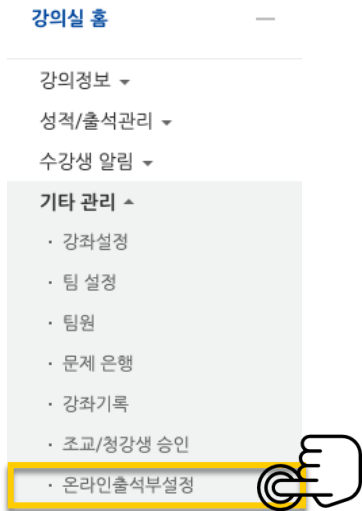 강의실 홈
강의정보
성적/출석관리
수강생 알림
기타 관리
· 강좌설정
· 팀 설정
· 팀원
· 문제 은행
· 강좌기록
· 조교/청강생 승인
· 온라인출석부설정